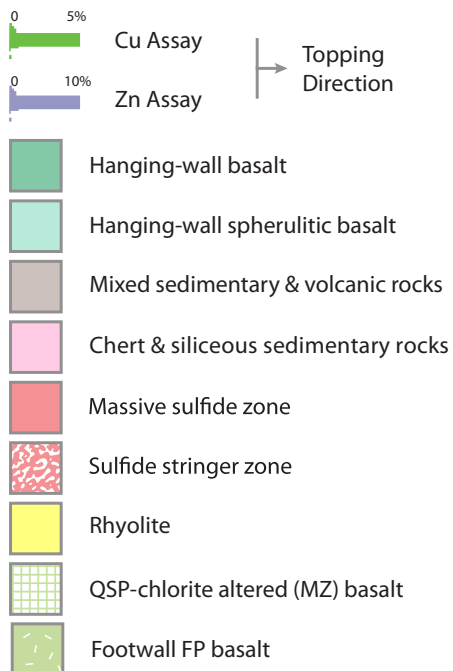 0 5%
Cu Assay
0 10%
Zn Assay
Topping
Direction
Hanging-wall basalt
Hanging-wall spherulitic basalt
Mixed sedimentary & volcanic rocks
Chert & siliceous sedimentary rocks
Massive sulfide zone
Sulfide stringer zone
Rhyolite
QSP-chlorite altered (MZ) basalt
Footwall FP basalt